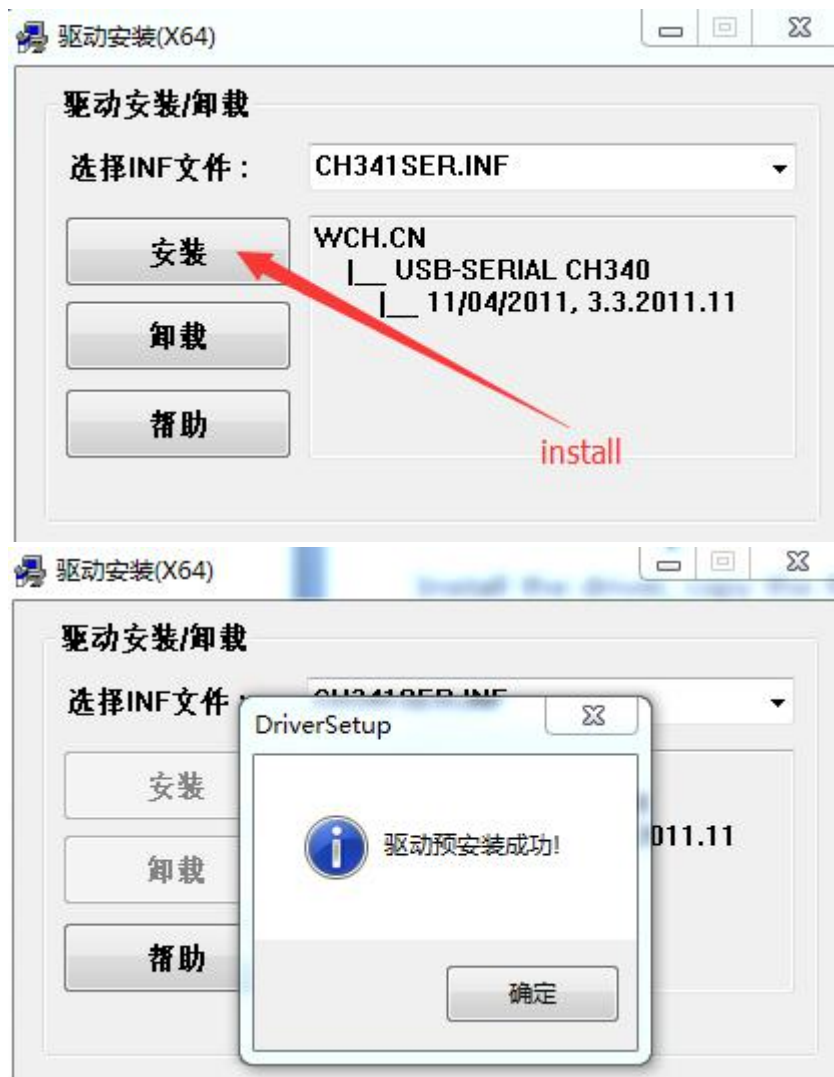 驱动安装(X64)
驱动安装/卸载
选择INF文件：
CH341SER.INF
安装
WCH.CN
|__ USB-SERIAL CH340
|__ 11/04/2011, 3.3.2011.11
卸载
帮助
install
驱动安装(X64)
驱动安装/卸载
选择INF文件：
CH341SER.INF
DriverSetup
安装
驱动预安装成功!
011.11
卸载
帮助
确定